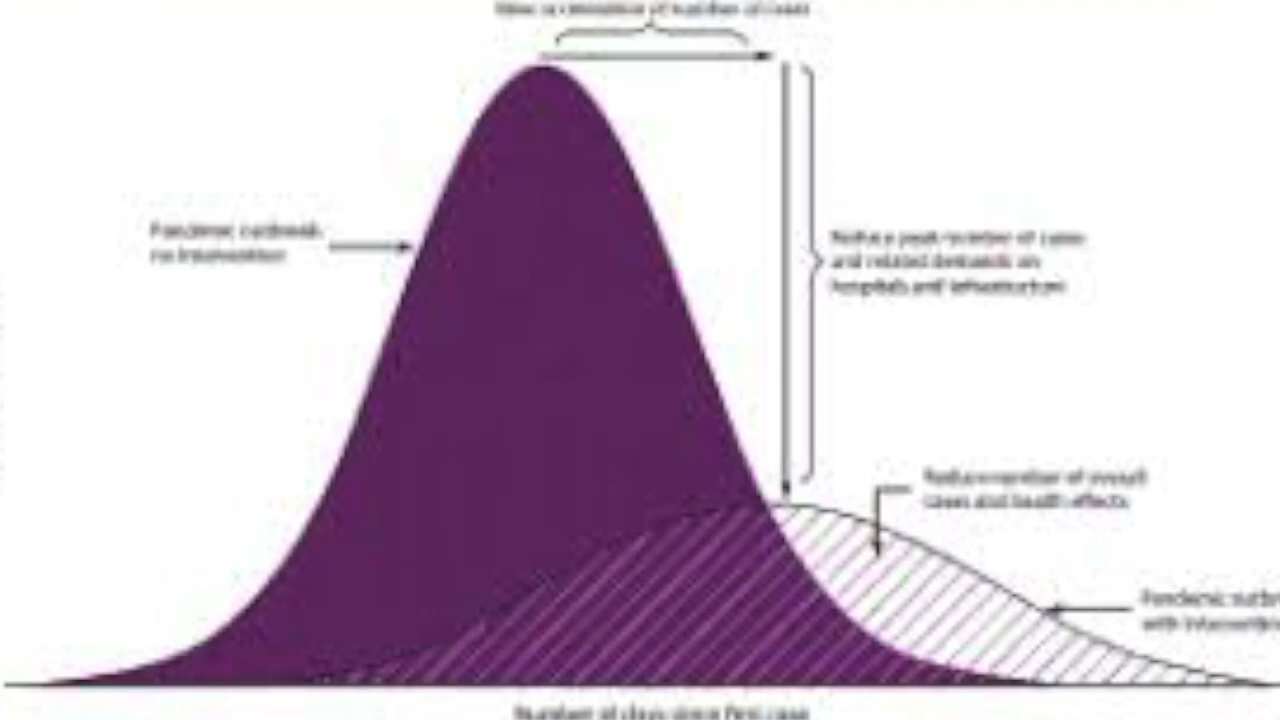 Slow acceleration of number of cases
Pandemic outbreak:
no intervention
Reduce peak number of cases
and related demands on
hospitals and infrastructure
Reduce number of overall
cases and health effects
Pandemic
with
Number of days since first case